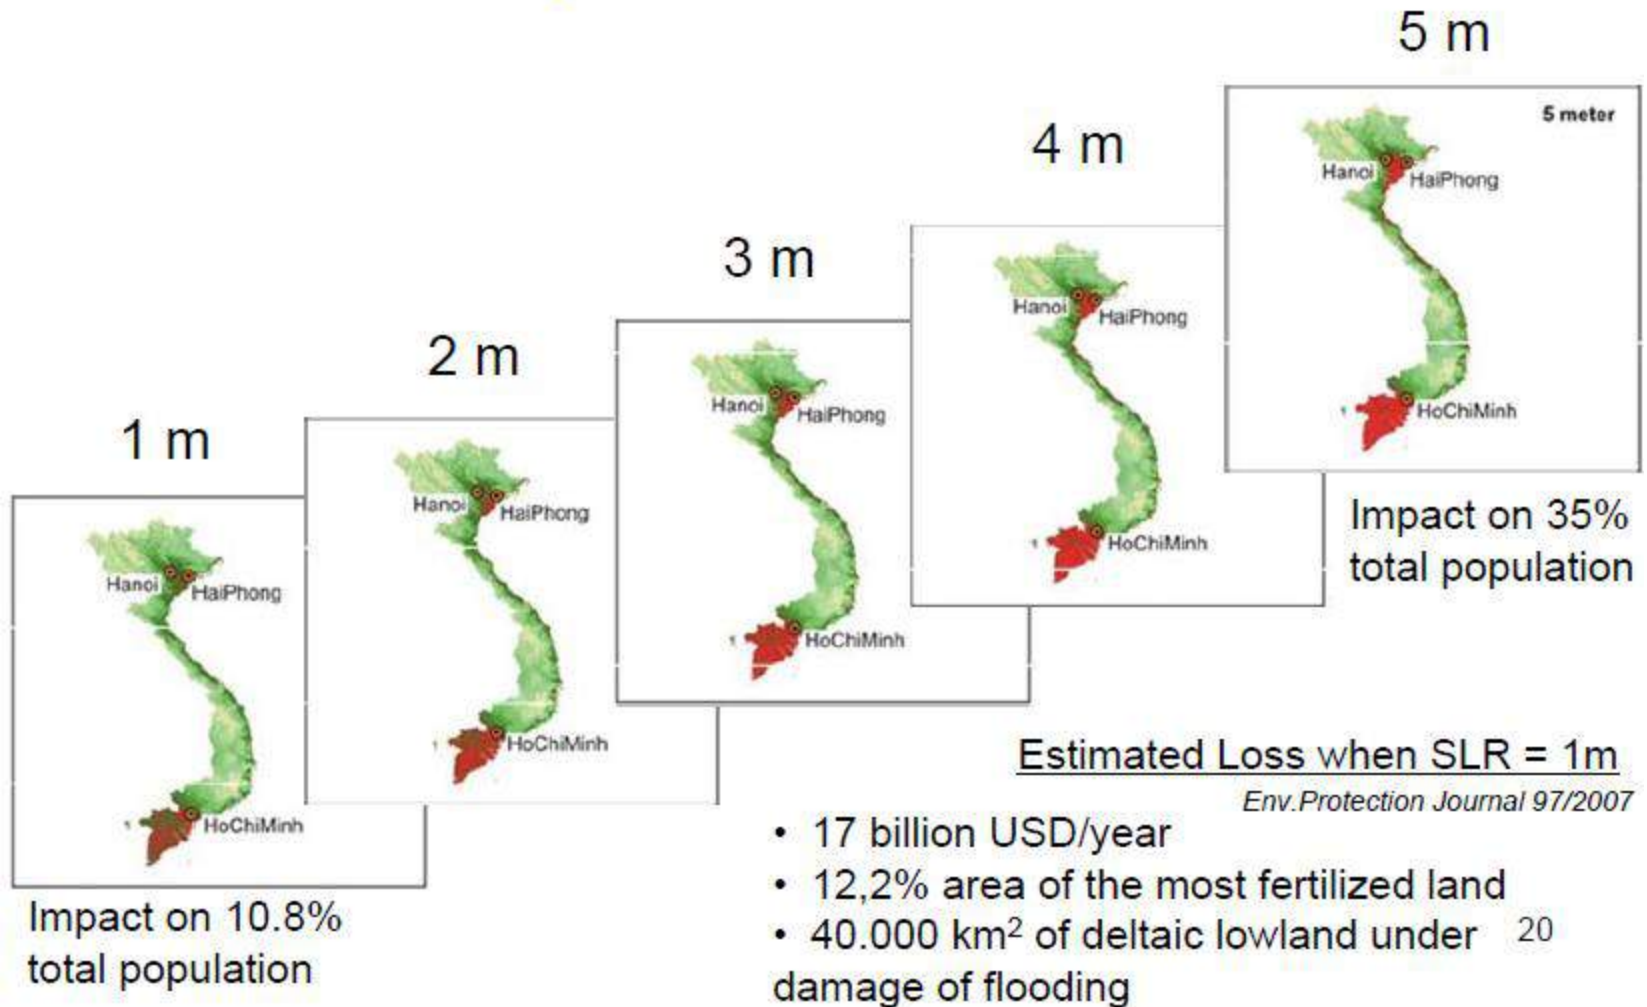 1 m
Hanoi
HaiPhong
HoChiMinh
Impact on 10.8%
total population
2 m
Hanoi
HaiPhong
HoChiMinh
3 m
Hanoi
HaiPhong
HoChiMinh
4 m
Hanoi
HaiPhong
HoChiMinh
5 m
5 meter
Hanoi
HaiPhong
HoChiMinh
Impact on 35%
total population
Estimated Loss when SLR = 1m
Env.Protection Journal 97/2007
• 17 billion USD/year
• 12,2% area of the most fertilized land
• 40.000 km² of deltaic lowland under
damage of flooding
20